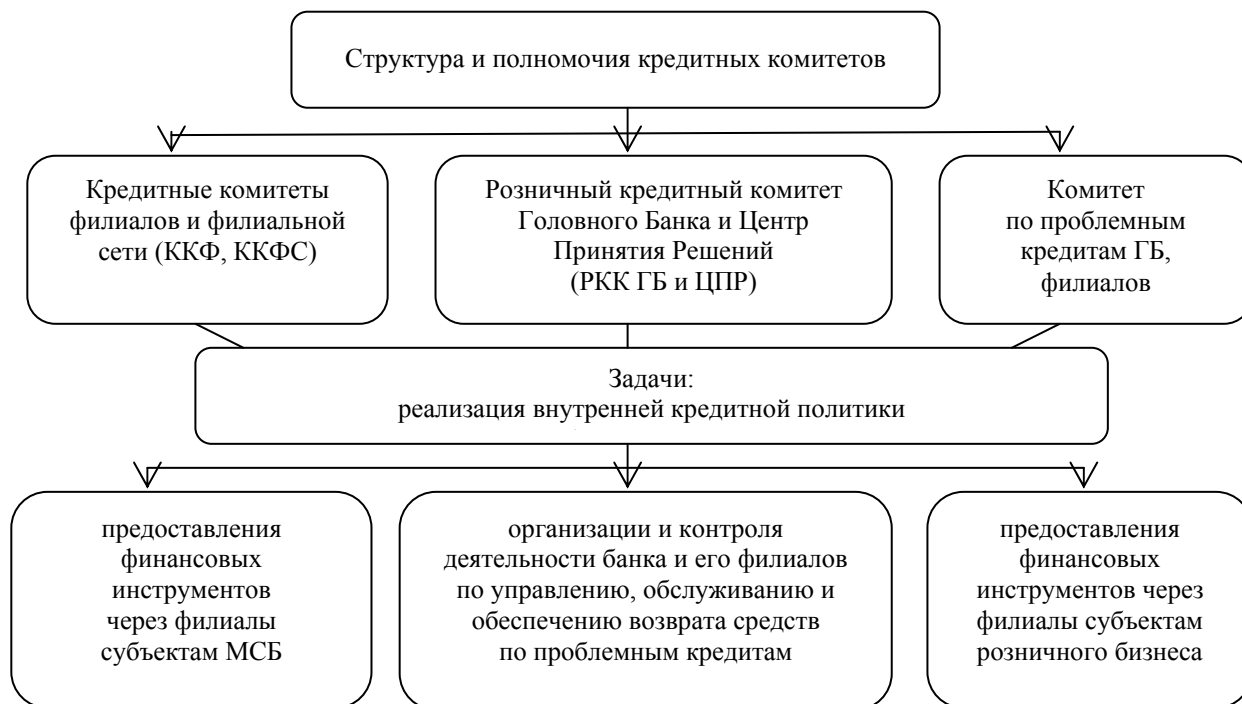 Структура и полномочия кредитных комитетов
Кредитные комитеты
филиалов и филиальной
сети (ККФ, ККФС)
Розничный кредитный комитет
Головного Банка и Центр
Принятия Решений
(РКК ГБ и ЦПР)
Комитет
по проблемным
кредитам ГБ,
филиалов
Задачи:
реализация внутренней кредитной политики
предоставления
финансовых
инструментов
через филиалы
субъектам МСБ
организации и контроля
деятельности банка и его филиалов
по управлению, обслуживанию и
обеспечению возврата средств
по проблемным кредитам
предоставления
финансовых
инструментов через
филиалы субъектам
розничного бизнеса